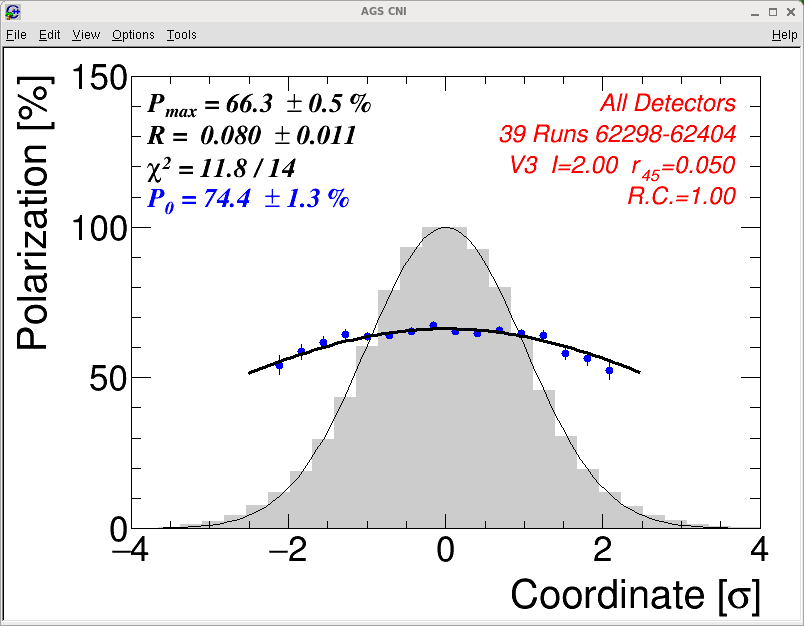 AGS CNI
File Edit View Options Tools Help
P_max = 66.3 ± 0.5 %
R = 0.080 ± 0.011
χ² = 11.8 / 14
P_0 = 74.4 ± 1.3 %
All Detectors
39 Runs 62298-62404
V3 I=2.00 r_45=0.050
R.C.=1.00
Polarization [%]
150
100
50
0
−4 −2 0 2 4
Coordinate [σ]